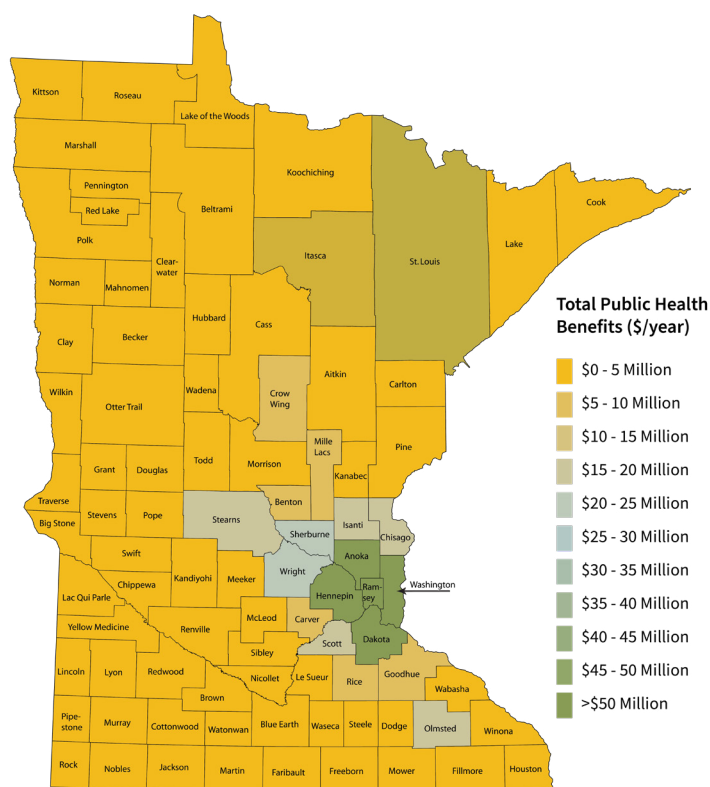 Kittson
Roseau
Lake of the Woods
Marshall
Koochiching
Pennington
Red Lake
Beltrami
Cook
Polk
Clear-
water
Itasca
St. Louis
Lake
Norman
Mahnomen
Hubbard
Cass
Clay
Becker
Aitkin
Carlton
Wilkin
Otter Trail
Wadena
Crow
Wing
Mille
Lacs
Pine
Grant
Douglas
Todd
Morrison
Kanabec
Traverse
Big Stone
Stevens
Pope
Stearns
Benton
Isanti
Sherburne
Chisago
Swift
Anoka
Wright
Kandiyohi
Meeker
Chippewa
Lac Qui Parle
Hennepin
Ram-
sey
Washington
Yellow Medicine
Renville
McLeod
Carver
Dakota
Scott
Sibley
Lincoln
Lyon
Redwood
Nicollet
Le Sueur
Rice
Goodhue
Wabasha
Brown
Pipe-
stone
Murray
Cottonwood
Watonwan
Blue Earth
Waseca
Steele
Dodge
Olmsted
Winona
Rock
Nobles
Jackson
Martin
Faribault
Freeborn
Mower
Fillmore
Houston
Total Public Health
Benefits ($/year)
$0 - 5 Million
$5 - 10 Million
$10 - 15 Million
$15 - 20 Million
$20 - 25 Million
$25 - 30 Million
$30 - 35 Million
$35 - 40 Million
$40 - 45 Million
$45 - 50 Million
>$50 Million